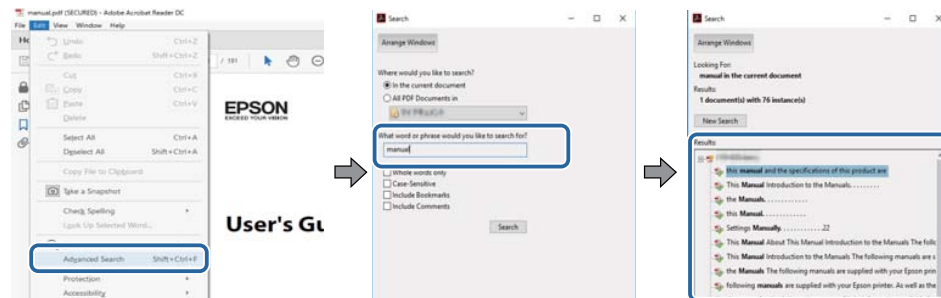 manual.pdf (SECURED) - Adobe Acrobat Reader DC
File Edit View Window Help
Undo Ctrl+Z
Redo Shift+Ctrl+Z
Cut Ctrl+X
Copy Ctrl+C
Paste Ctrl+V
Delete
Select All Ctrl+A
Deselect All Shift+Ctrl+A
Copy File to Clipboard
Take a Snapshot
Check Spelling
Look Up Selected Word...
Advanced Search Shift+Ctrl+F
Protection
Accessibility
/ 191
EPSON
EXCEED YOUR VISION
User's Gu
Search
Arrange Windows
Where would you like to search?
In the current document
All PDF Documents in
What word or phrase would you like to search for?
manual
Whole words only
Case-Sensitive
Include Bookmarks
Include Comments
Search
Search
Arrange Windows
Looking For:
manual in the current document
Results:
1 document(s) with 76 instance(s)
New Search
Results:
this manual and the specifications of this product are
This Manual Introduction to the Manuals.........
the Manuals.............
this Manual.............
Settings Manually.............22
This Manual About This Manual Introduction to the Manuals The follo
This Manual Introduction to the Manuals The following manuals are s
the Manuals The following manuals are supplied with your Epson prin
following manuals are supplied with your Epson printer. As well as the